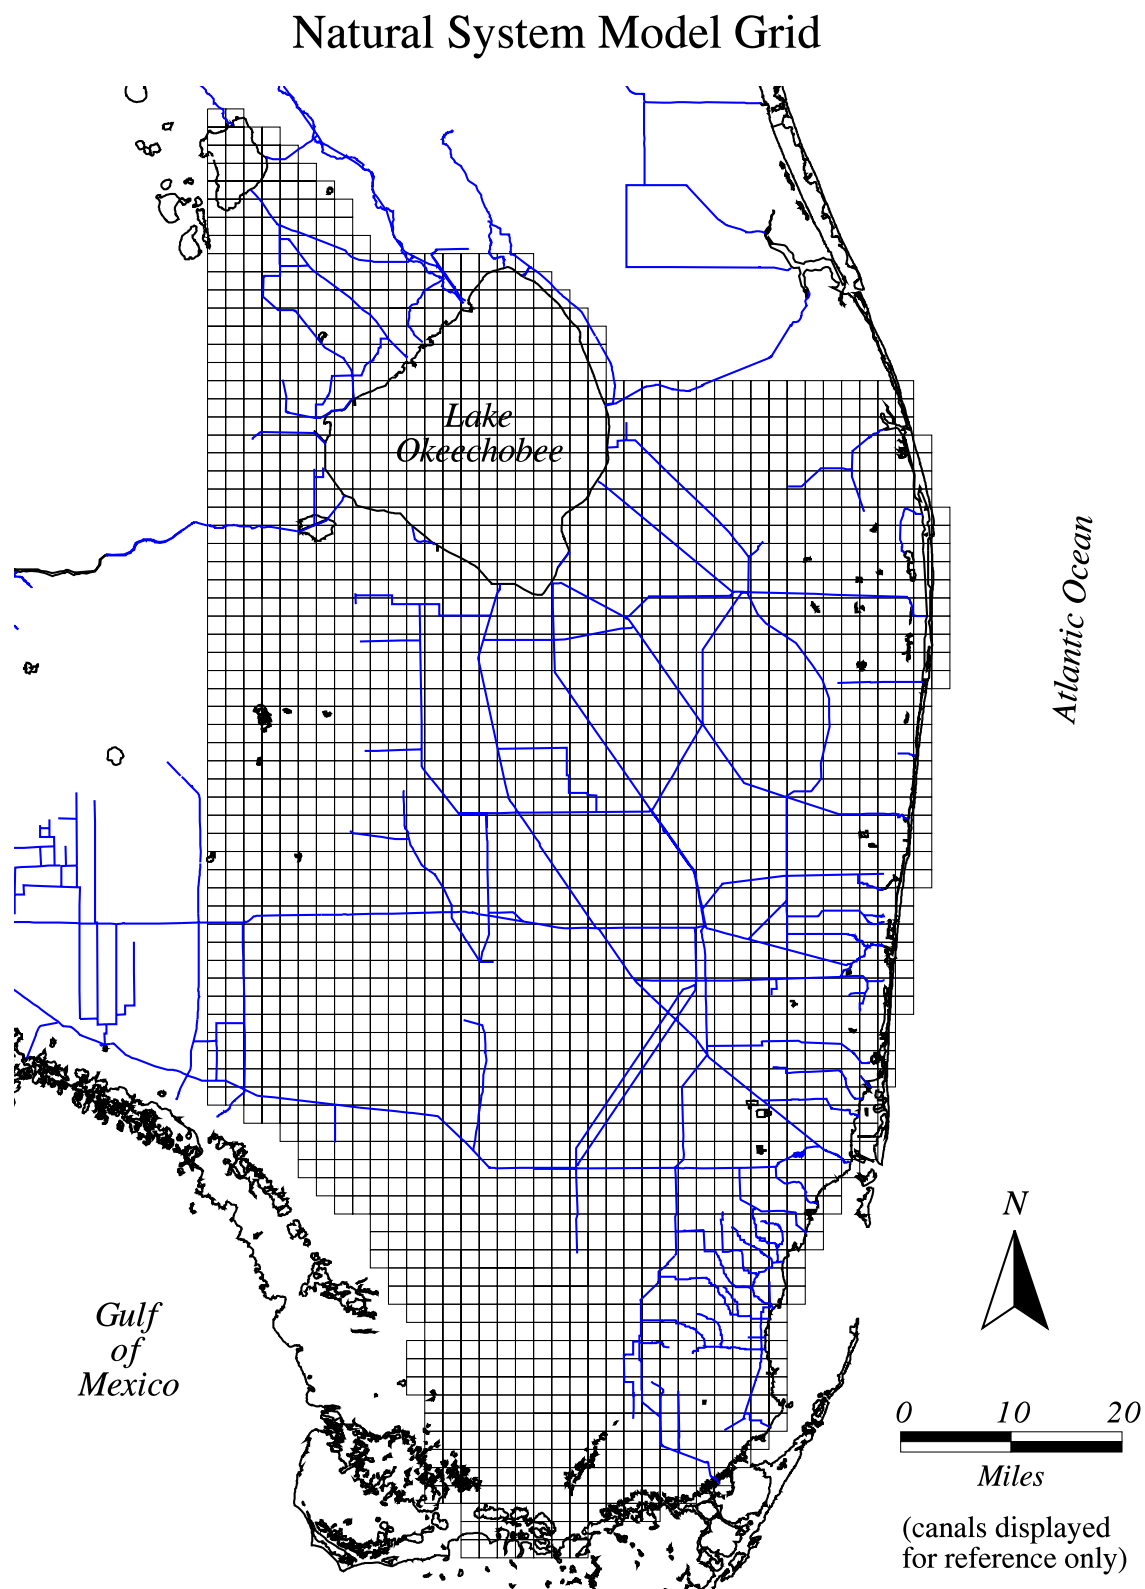 Natural System Model Grid
Lake
Okeechobee
Atlantic Ocean
N
Gulf
of
Mexico
0 10 20
Miles
(canals displayed
for reference only)